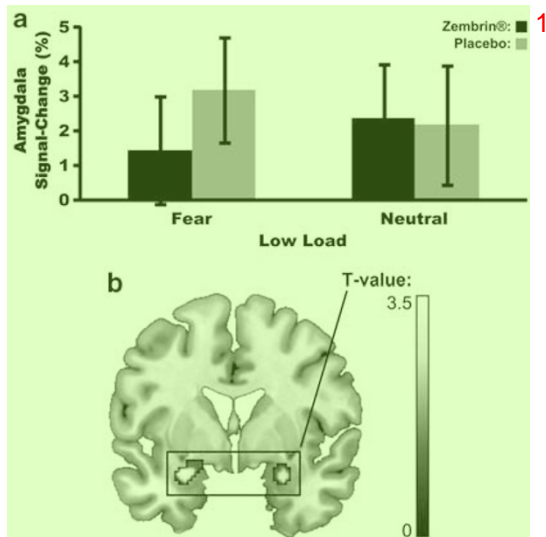 a
Zembrin®:
1
Placebo:
Amygdala
Signal-Change (%)
5
4
3
2
1
0
Fear
Neutral
Low Load
b
T-value:
3.5
0